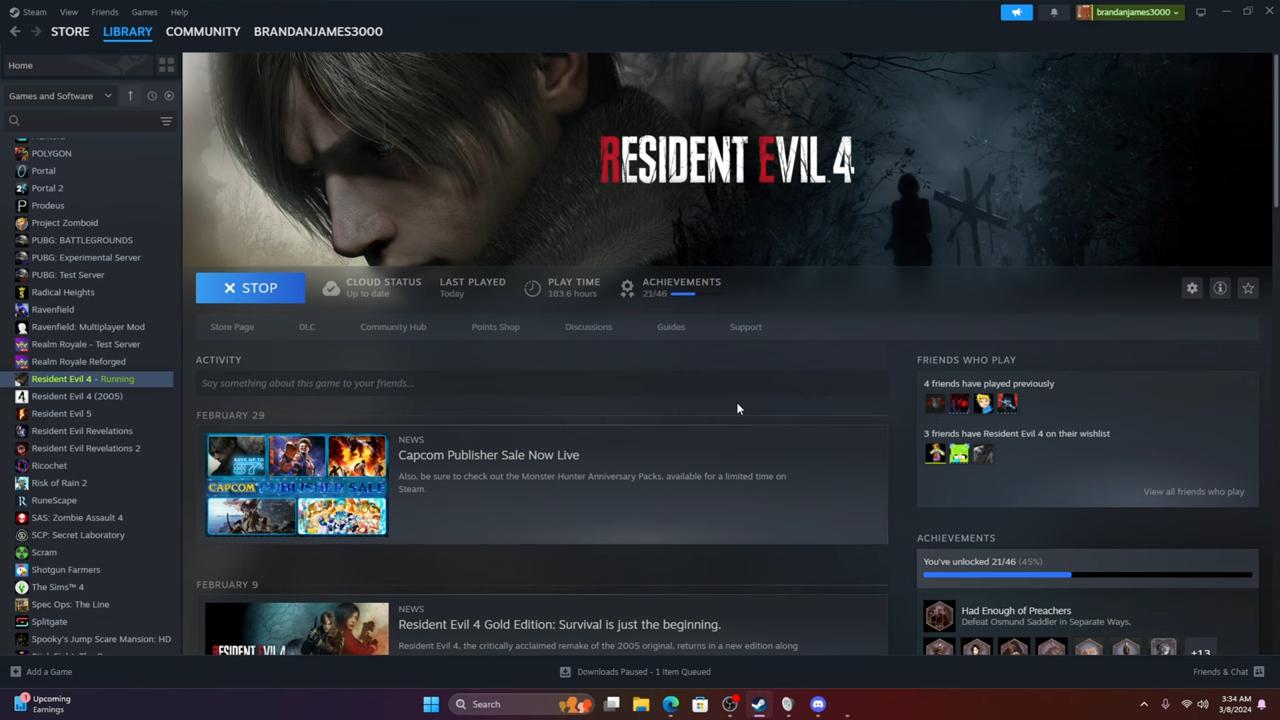 Steam View Friends Games Help
brandanjames3000
STORE LIBRARY COMMUNITY BRANDANJAMES3000
Home
Games and Software
POLYGON
Portal
Portal 2
Prodeus
Project Zomboid
PUBG: BATTLEGROUNDS
PUBG: Experimental Server
PUBG: Test Server
Radical Heights
Ravenfield
Ravenfield: Multiplayer Mod
Realm Royale - Test Server
Realm Royale Reforged
Resident Evil 4 - Running
Resident Evil 4 (2005)
Resident Evil 5
Resident Evil Revelations
Resident Evil Revelations 2
Ricochet
Risk of Rain 2
RuneScape
SAS: Zombie Assault 4
SCP: Secret Laboratory
Scram
Shotgun Farmers
The Sims™ 4
Spec Ops: The Line
Splitgate
Spooky's Jump Scare Mansion: HD
RESIDENT EVIL 4
STOP
CLOUD STATUS
Up to date
LAST PLAYED
Today
PLAY TIME
183.6 hours
ACHIEVEMENTS
21/46
Store Page DLC Community Hub Points Shop Discussions Guides Support
ACTIVITY
Say something about this game to your friends...
FEBRUARY 29
SAVE UP TO
87%
CAPCOM PUBLISHER SALE
NEWS
Capcom Publisher Sale Now Live
Also, be sure to check out the Monster Hunter Anniversary Packs, available for a limited time on
Steam.
FEBRUARY 9
RESIDENT EVIL 4
NEWS
Resident Evil 4 Gold Edition: Survival is just the beginning.
Resident Evil 4, the critically acclaimed remake of the 2005 original, returns in a new edition along
FRIENDS WHO PLAY
4 friends have played previously
3 friends have Resident Evil 4 on their wishlist
View all friends who play
ACHIEVEMENTS
You've unlocked 21/46 (45%)
Had Enough of Preachers
Defeat Osmund Saddler in Separate Ways.
+13
Add a Game
Downloads Paused - 1 Item Queued
Friends & Chat
1
Upcoming
Earnings
Search
3:34 AM
3/8/2024